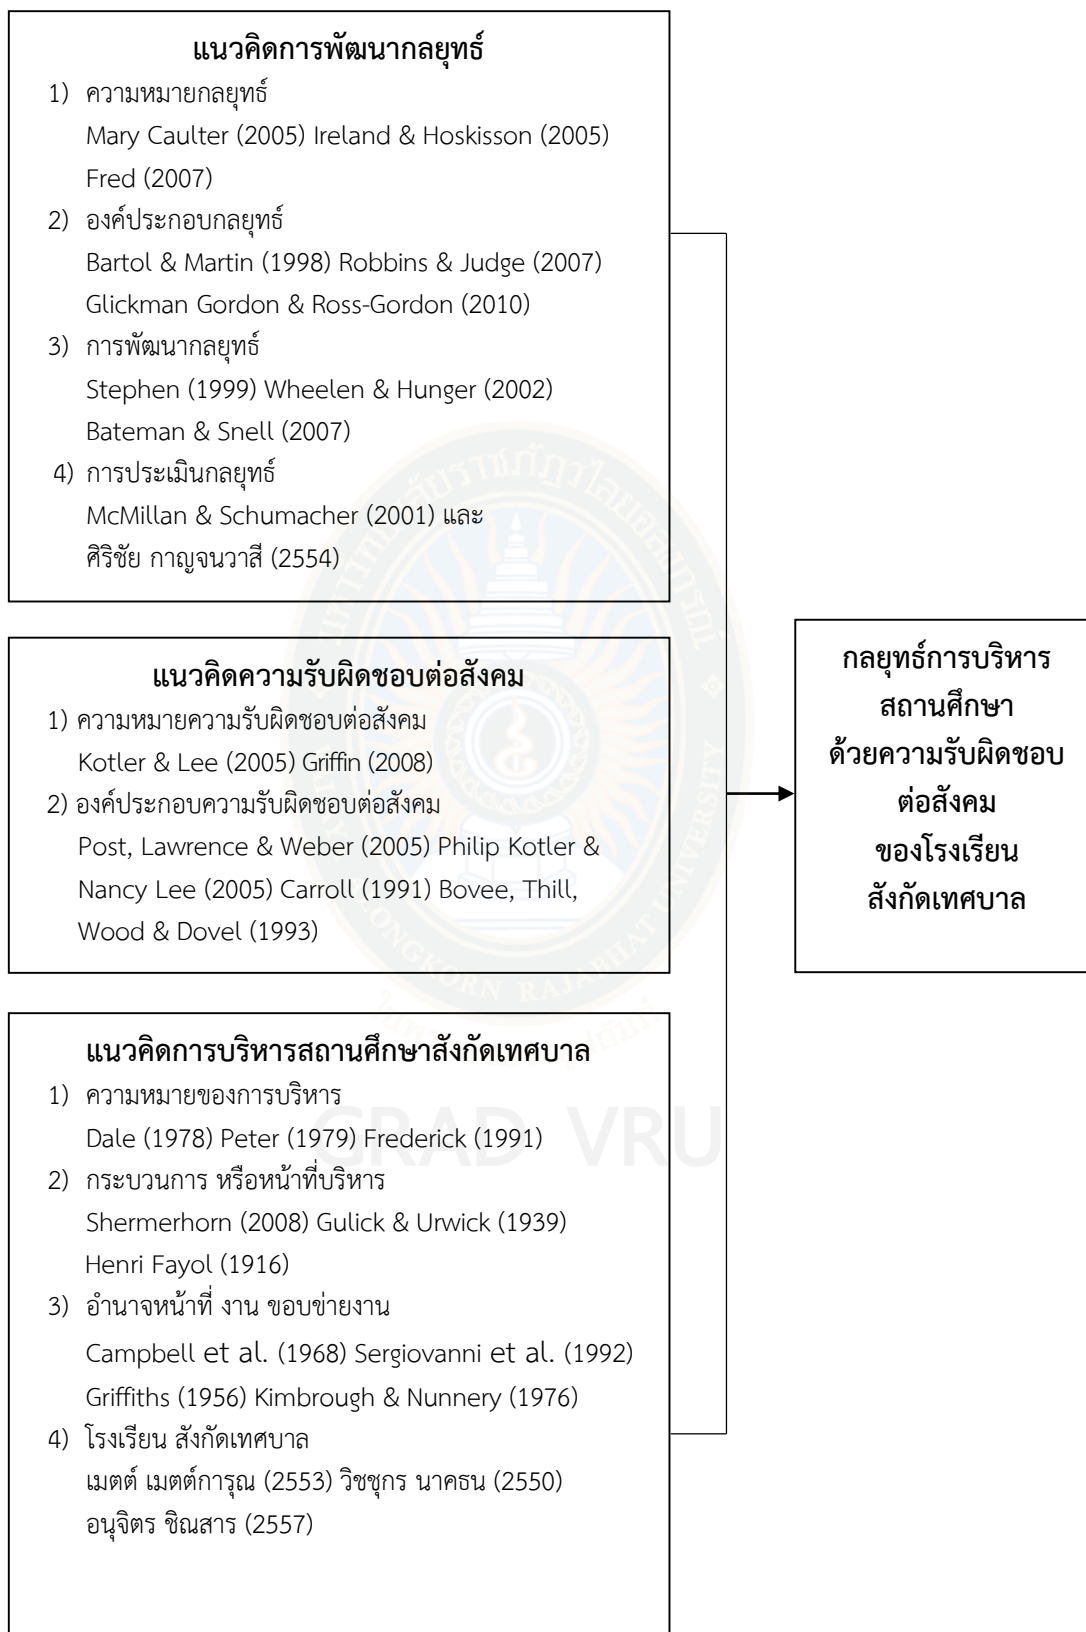 แนวคิดการพัฒนากลยุทธ์
1) ความหมายกลยุทธ์
Mary Caulter (2005) Ireland & Hoskisson (2005)
Fred (2007)
2) องค์ประกอบกลยุทธ์
Bartol & Martin (1998) Robbins & Judge (2007)
Glickman Gordon & Ross-Gordon (2010)
3) การพัฒนากลยุทธ์
Stephen (1999) Wheelen & Hunger (2002)
Bateman & Snell (2007)
4) การประเมินกลยุทธ์
McMillan & Schumacher (2001) และ
ศิริชัย กาญจนวาสี (2554)
แนวคิดความรับผิดชอบต่อสังคม
1) ความหมายความรับผิดชอบต่อสังคม
Kotler & Lee (2005) Griffin (2008)
2) องค์ประกอบความรับผิดชอบต่อสังคม
Post, Lawrence & Weber (2005) Philip Kotler &
Nancy Lee (2005) Carroll (1991) Bovee, Thill,
Wood & Dovel (1993)
แนวคิดการบริหารสถานศึกษาสังกัดเทศบาล
1) ความหมายของการบริหาร
Dale (1978) Peter (1979) Frederick (1991)
2) กระบวนการ หรือหน้าที่บริหาร
Shermerhorn (2008) Gulick & Urwick (1939)
Henri Fayol (1916)
3) อำนาจหน้าที่ งาน ขอบข่ายงาน
Campbell et al. (1968) Sergiovanni et al. (1992)
Griffiths (1956) Kimbrough & Nunnery (1976)
4) โรงเรียน สังกัดเทศบาล
เมตต์ เมตต์การุณ (2553) วิชชุกร นาคธน (2550)
อนุจิตร ชิณสาร (2557)
กลยุทธ์การบริหาร
สถานศึกษา
ด้วยความรับผิดชอบ
ต่อสังคม
ของโรงเรียน
สังกัดเทศบาล
GRAD VRU